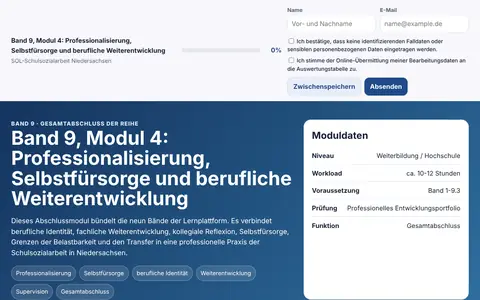 Name
E-Mail
Vor- und Nachname
name@example.de
Band 9, Modul 4: Professionalisierung,
Selbstfürsorge und berufliche Weiterentwicklung
SOL-Schulsozialarbeit Niedersachsen
0%
Ich bestätige, dass keine identifizierenden Falldaten oder
sensiblen personenbezogenen Daten eingetragen werden.
Ich stimme der Online-Übermittlung meiner Bearbeitungsdaten an
die Auswertungstabelle zu.
Zwischenspeichern
Absenden
BAND 9 · GESAMTABSCHLUSS DER REIHE
Band 9, Modul 4:
Professionalisierung,
Selbstfürsorge und berufliche
Weiterentwicklung
Dieses Abschlussmodul bündelt die neun Bände der Lernplattform. Es verbindet
berufliche Identität, fachliche Weiterentwicklung, kollegiale Reflexion, Selbstfürsorge,
Grenzen der Belastbarkeit und den Transfer in eine professionelle Praxis der
Schulsozialarbeit in Niedersachsen.
Professionalisierung
Selbstfürsorge
berufliche Identität
Weiterentwicklung
Supervision
Gesamtabschluss
Moduldaten
Niveau Weiterbildung / Hochschule
Workload ca. 10-12 Stunden
Voraussetzung Band 1-9.3
Prüfung Professionelles Entwicklungsportfolio
Funktion Gesamtabschluss